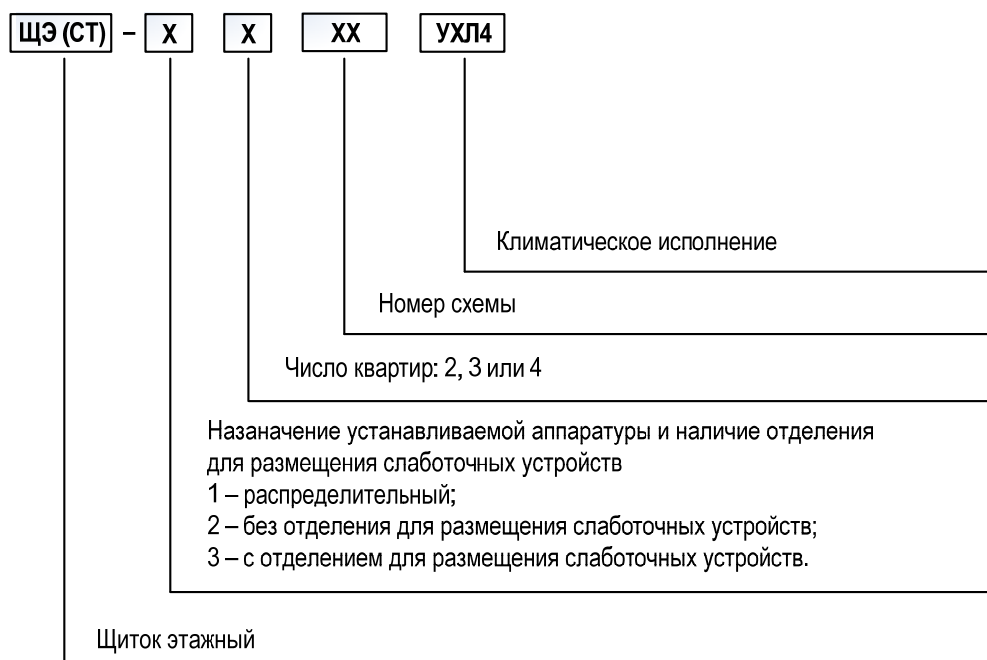 ЩЭ (СТ) – Х Х ХХ УХЛ4
Климатическое исполнение
Номер схемы
Число квартир: 2, 3 или 4
Назаначение устанавливаемой аппаратуры и наличие отделения
для размещения слаботочных устройств
1 – распределительный;
2 – без отделения для размещения слаботочных устройств;
3 – с отделением для размещения слаботочных устройств.
Щиток этажный